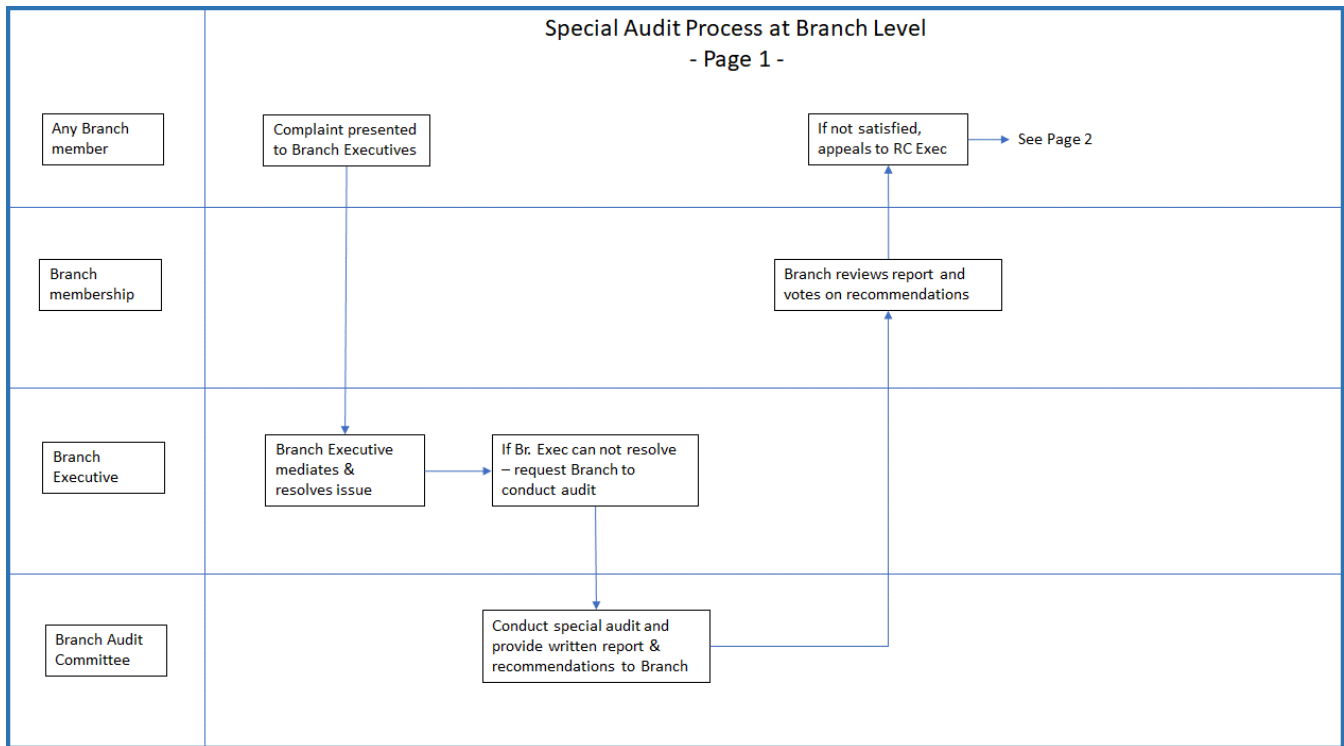 Special Audit Process at Branch Level
- Page 1 -
Any Branch
member
Complaint presented
to Branch Executives
If not satisfied,
appeals to RC Exec
See Page 2
Branch
membership
Branch reviews report and
votes on recommendations
Branch
Executive
Branch Executive
mediates &
resolves issue
If Br. Exec can not resolve
– request Branch to
conduct audit
Branch Audit
Committee
Conduct special audit and
provide written report &
recommendations to Branch